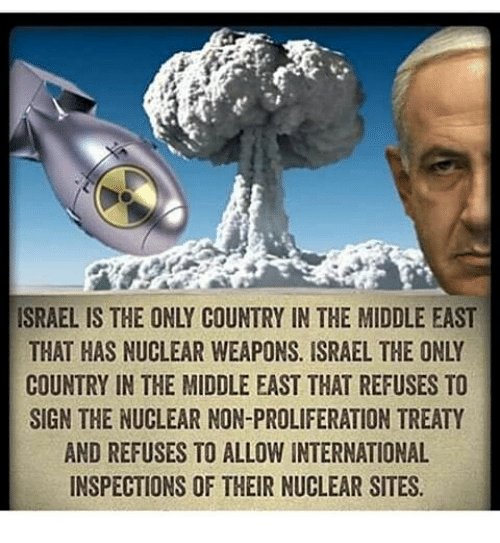 ISRAEL IS THE ONLY COUNTRY IN THE MIDDLE EAST
THAT HAS NUCLEAR WEAPONS. ISRAEL THE ONLY
COUNTRY IN THE MIDDLE EAST THAT REFUSES TO
SIGN THE NUCLEAR NON-PROLIFERATION TREATY
AND REFUSES TO ALLOW INTERNATIONAL
INSPECTIONS OF THEIR NUCLEAR SITES.